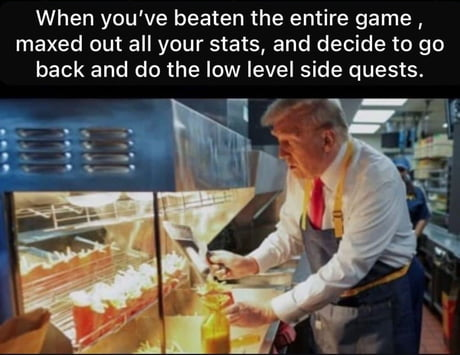 When you’ve beaten the entire game ,
maxed out all your stats, and decide to go
back and do the low level side quests.